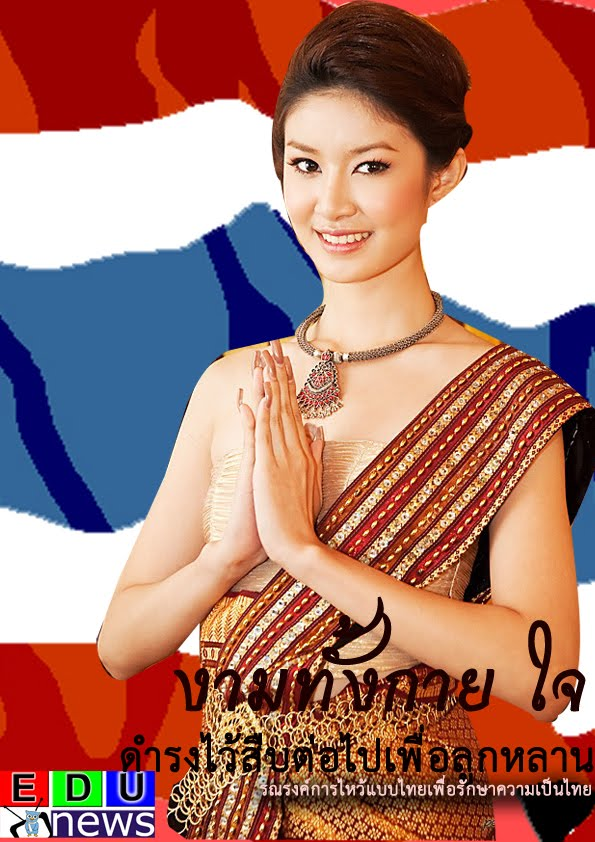 งามทั้งกาย ใจ
ดำรงไว้สืบต่อไปเพื่อลูกหลาน
รณรงค์การไหว้แบบไทยเพื่อรักษาความเป็นไทย
EDU
news